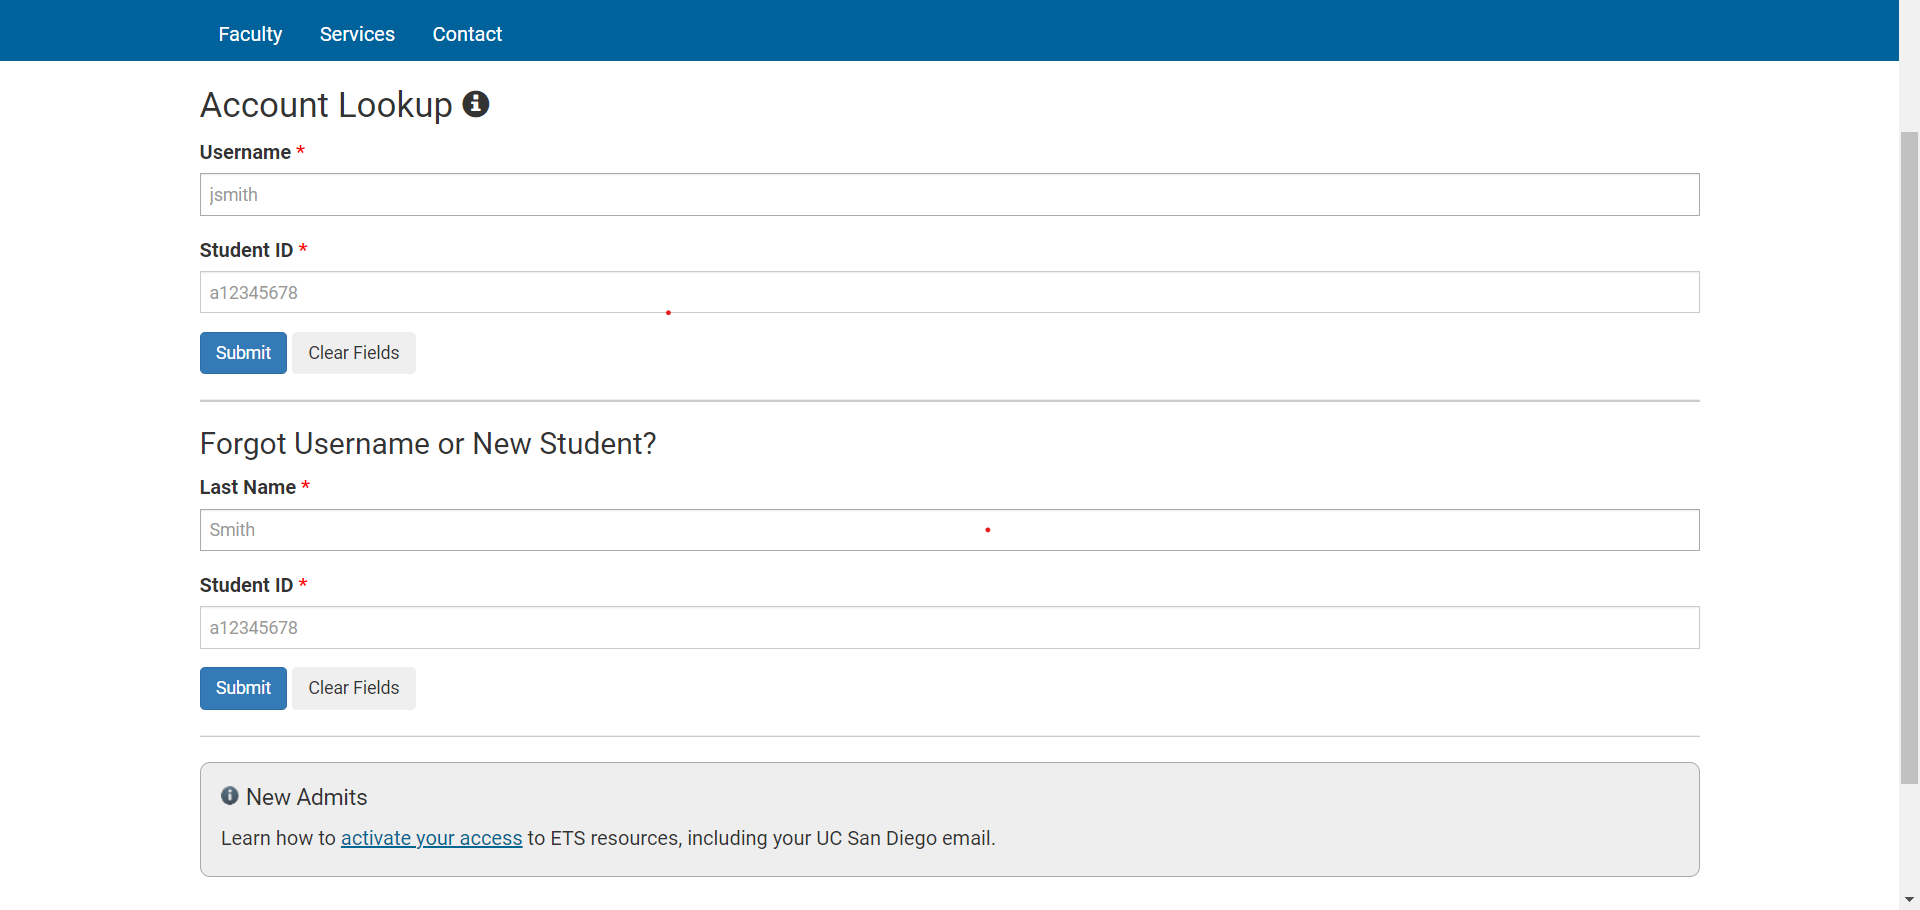 Faculty Services Contact
Account Lookup
Username *
jsmith
Student ID *
a12345678
Submit Clear Fields
Forgot Username or New Student?
Last Name *
Smith
Student ID *
a12345678
Submit Clear Fields
New Admits
Learn how to activate your access to ETS resources, including your UC San Diego email.